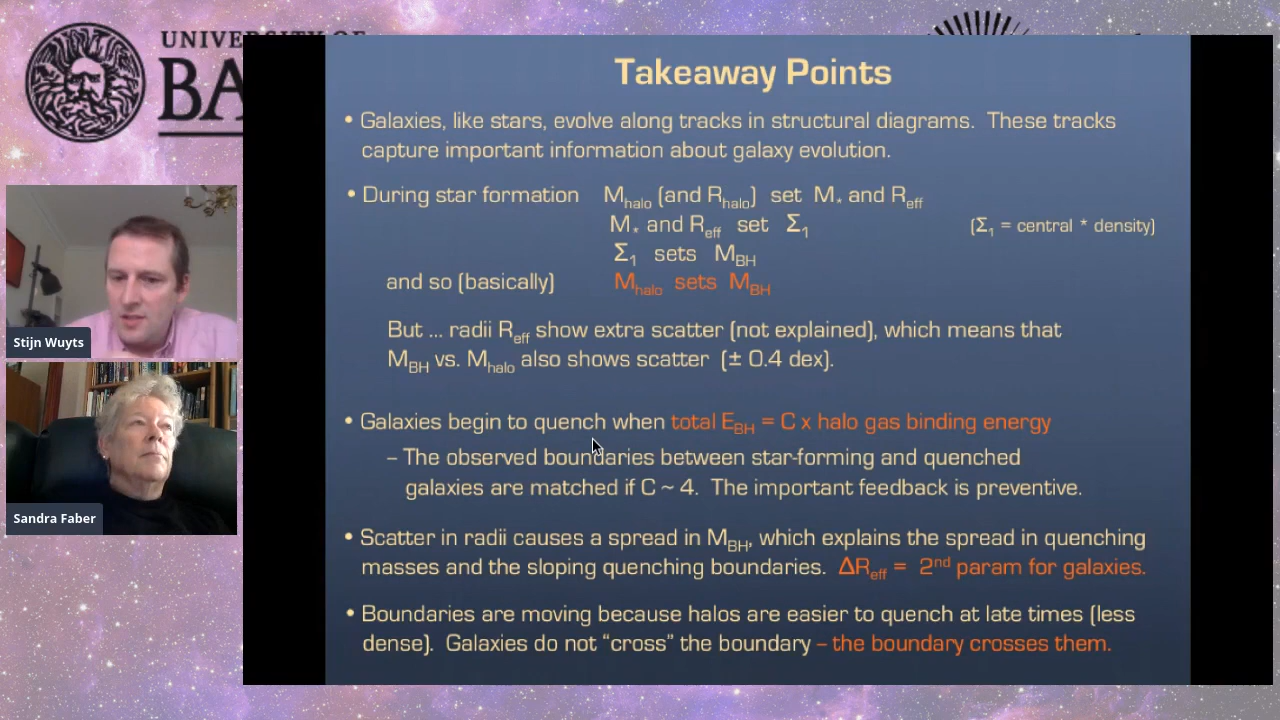 UNIVERSITY OF
BA
Takeaway Points
• Galaxies, like stars, evolve along tracks in structural diagrams. These tracks
capture important information about galaxy evolution.
• During star formation M_halo (and R_halo) set M_* and R_eff
M_* and R_eff set Σ_1 (Σ_1 = central * density)
Σ_1 sets M_BH
and so (basically) M_halo sets M_BH
But ... radii R_eff show extra scatter (not explained), which means that
M_BH vs. M_halo also shows scatter (± 0.4 dex).
• Galaxies begin to quench when total E_BH = C x halo gas binding energy
– The observed boundaries between star-forming and quenched
galaxies are matched if C ~ 4. The important feedback is preventive.
• Scatter in radii causes a spread in M_BH, which explains the spread in quenching
masses and the sloping quenching boundaries. ΔR_eff = 2nd param for galaxies.
• Boundaries are moving because halos are easier to quench at late times (less
dense). Galaxies do not “cross” the boundary – the boundary crosses them.
Stijn Wuyts
Sandra Faber